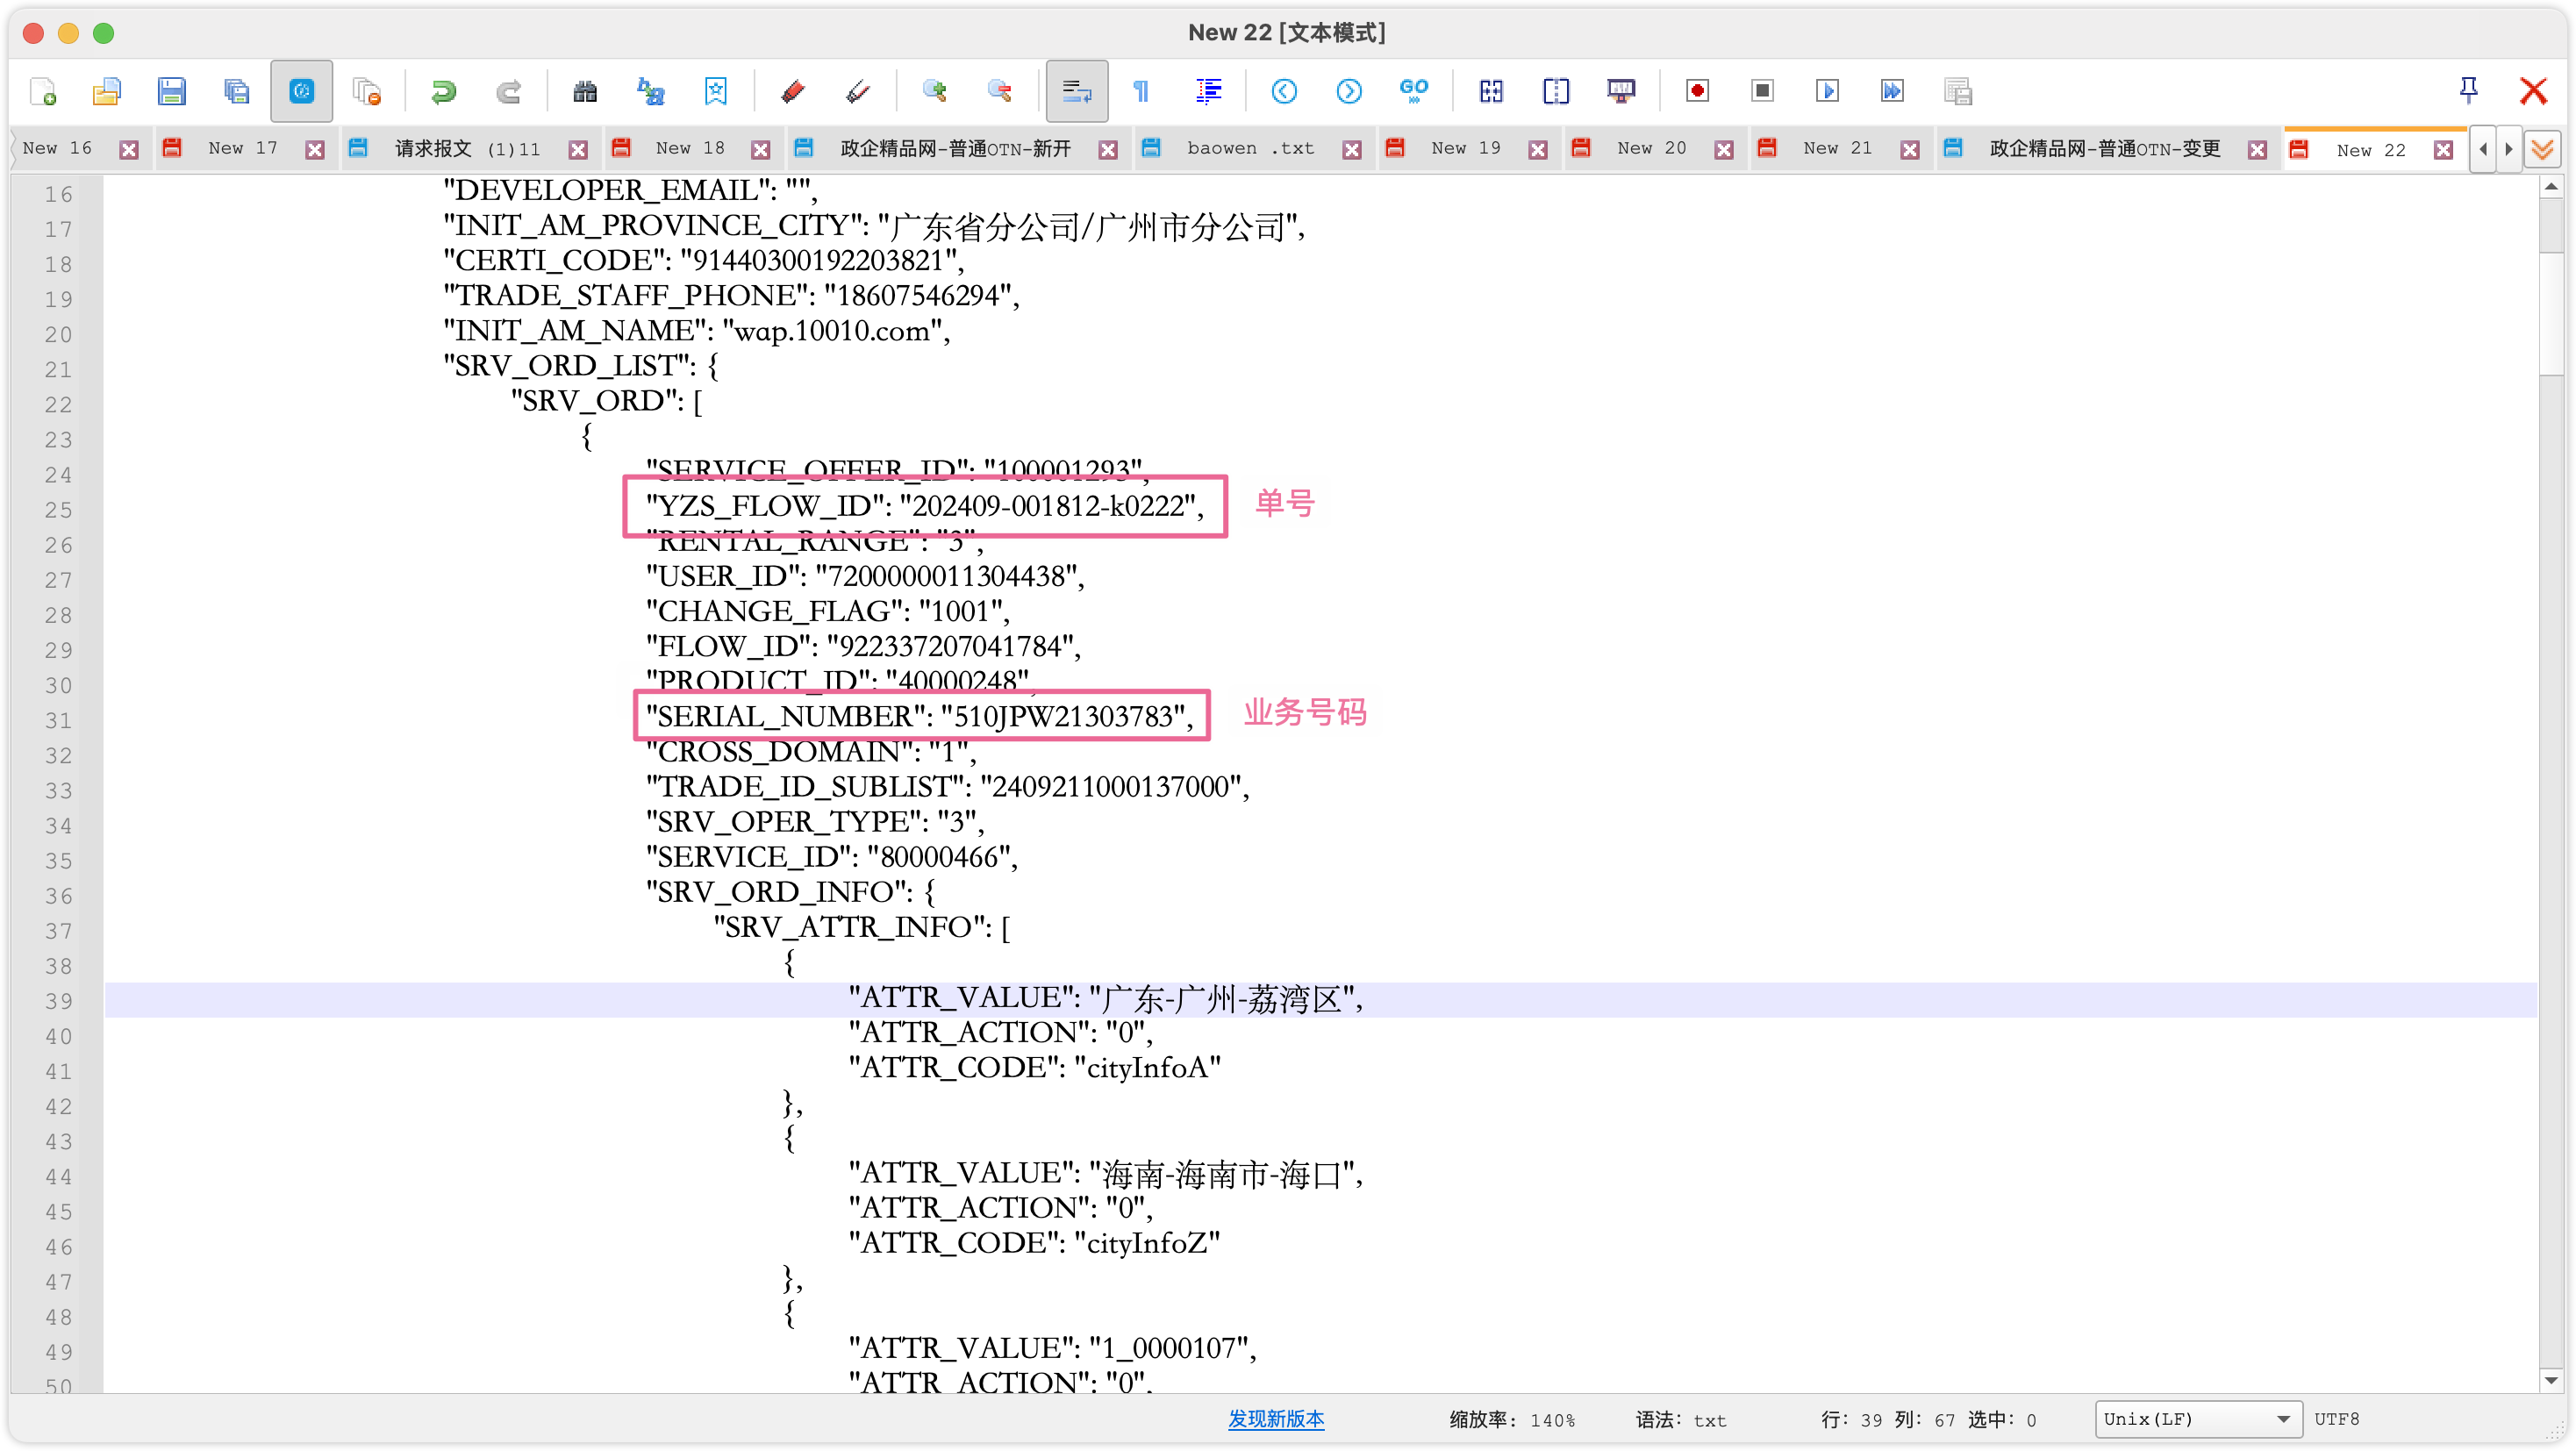 New 22 [文本模式]
GO
New 16 New 17 请求报文 (1)11 New 18 政企精品网-普通OTN-新开 baowen .txt New 19 New 20 New 21 政企精品网-普通OTN-变更 New 22
16 "DEVELOPER_EMAIL": "",
17 "INIT_AM_PROVINCE_CITY": "广东省分公司/广州市分公司",
18 "CERTI_CODE": "91440300192203821",
19 "TRADE_STAFF_PHONE": "18607546294",
20 "INIT_AM_NAME": "wap.10010.com",
21 "SRV_ORD_LIST": {
22 "SRV_ORD": [
23 {
24 "SERVICE_OFFER_ID": "100001293",
25 "YZS_FLOW_ID": "202409-001812-k0222", 单号
26 "RENTAL_RANGE": "3",
27 "USER_ID": "7200000011304438",
28 "CHANGE_FLAG": "1001",
29 "FLOW_ID": "922337207041784",
30 "PRODUCT_ID": "40000248",
31 "SERIAL_NUMBER": "510JPW21303783", 业务号码
32 "CROSS_DOMAIN": "1",
33 "TRADE_ID_SUBLIST": "2409211000137000",
34 "SRV_OPER_TYPE": "3",
35 "SERVICE_ID": "80000466",
36 "SRV_ORD_INFO": {
37 "SRV_ATTR_INFO": [
38 {
39 "ATTR_VALUE": "广东-广州-荔湾区",
40 "ATTR_ACTION": "0",
41 "ATTR_CODE": "cityInfoA"
42 },
43 {
44 "ATTR_VALUE": "海南-海南市-海口",
45 "ATTR_ACTION": "0",
46 "ATTR_CODE": "cityInfoZ"
47 },
48 {
49 "ATTR_VALUE": "1_0000107",
50 "ATTR_ACTION": "0",
发现新版本 缩放率: 140% 语法: txt 行: 39 列: 67 选中: 0 Unix(LF) UTF8